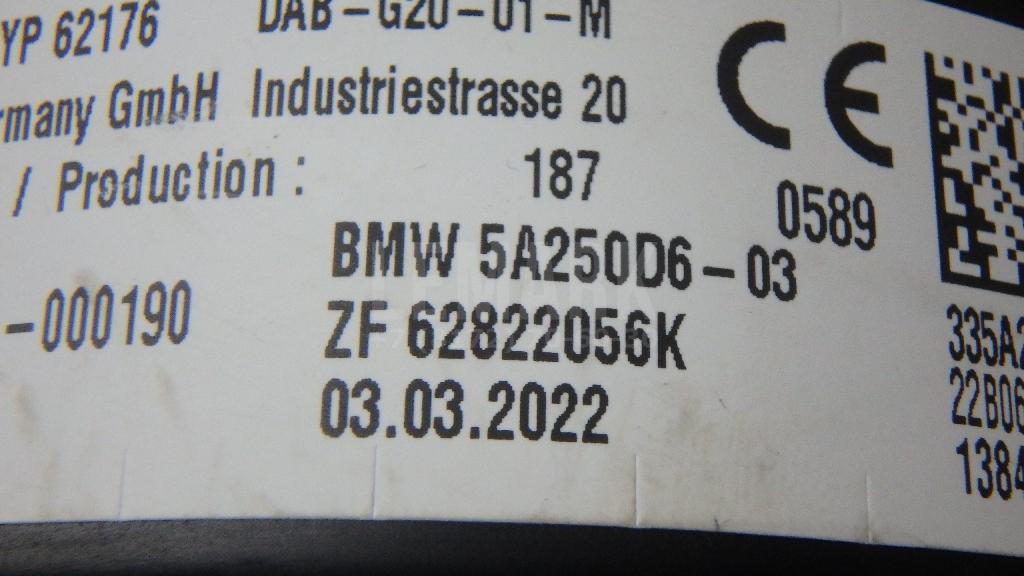 YP 62176 DAB-G20-01-M
rmany GmbH Industriestrasse 20
/ Production : 187
CE
0589
BMW 5A250D6-03
-000190
ZF 62822056K
03.03.2022
335A2
22B06
1384
LEMARK